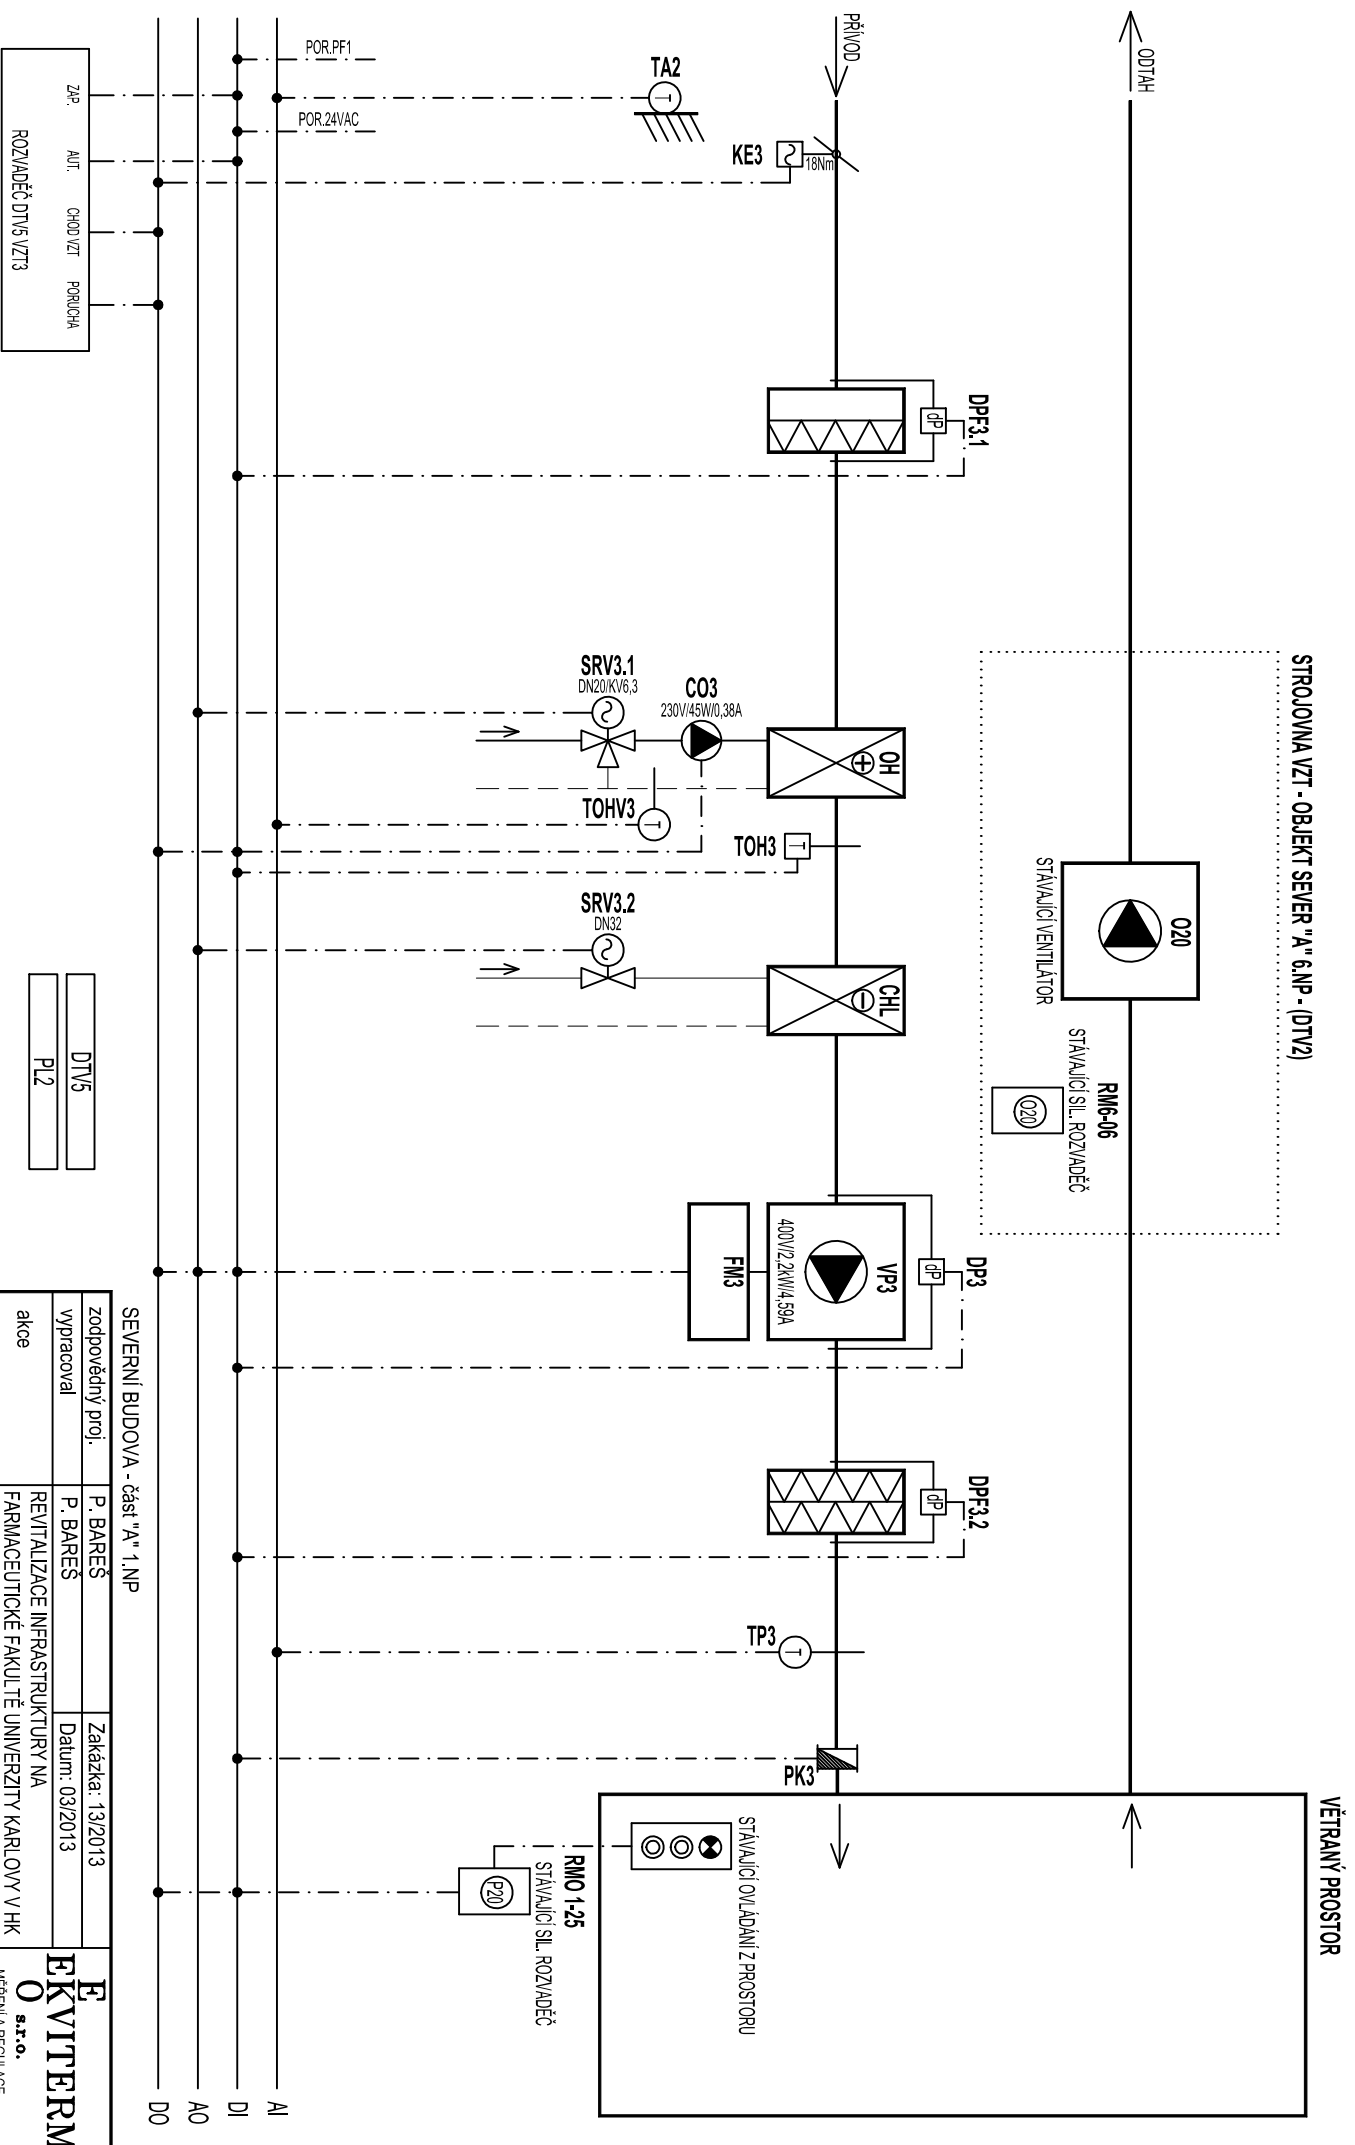 STROJOVNA VZT - OBJEKT SEVER "A" 6.NP - (DTV2)
VĚTRANÝ PROSTOR
ODTAH
O20
STÁVAJÍCÍ VENTILÁTOR
RM6-06
STÁVAJÍCÍ SIL. ROZVADĚČ
O20
PŘÍVOD
DPF3.1
dP
DP3
dP
DPF3.2
dP
KE3
18Nm
OH
CHL
VP3
400V/2,2kW/4,59A
FM3
TA2
T
CO3
230V/45W/0,38A
SRV3.1
DN20/KV6,3
TOHV3
T
TOH3
T
SRV3.2
DN32
TP3
T
PK3
STÁVAJÍCÍ OVLÁDÁNÍ Z PROSTORU
RMO 1-25
STÁVAJÍCÍ SIL. ROZVADĚČ
P20
POR.PF1
POR.24VAC
AI
DI
AO
DO
ZAP.
AUT.
CHOD VZT
PORUCHA
ROZVADĚČ DTV5 VZT3
DTV5
PL2
SEVERNÍ BUDOVA - část "A" 1.NP
zodpovědný proj.
P. BAREŠ
Zakázka: 13/2013
vypracoval
P. BAREŠ
Datum: 03/2013
akce
REVITALIZACE INFRASTRUKTURY NA
FARMACEUTICKÉ FAKULTĚ UNIVERZITY KARLOVY V HK
E
EKVITERM
O s.r.o.
MĚŘENÍ A REGULACE